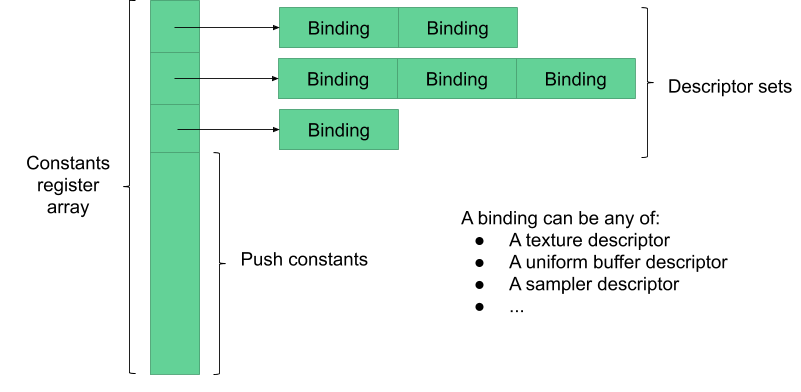 Binding Binding
Binding Binding Binding
Descriptor sets
Binding
Constants
register
array
Push constants
A binding can be any of:
● A texture descriptor
● A uniform buffer descriptor
● A sampler descriptor
● ...